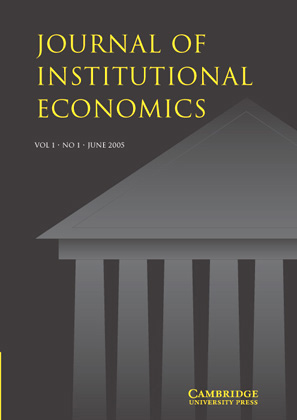 JOURNAL OF
INSTITUTIONAL
ECONOMICS
VOL 1 · NO 1 · JUNE 2005
CAMBRIDGE
UNIVERSITY PRESS